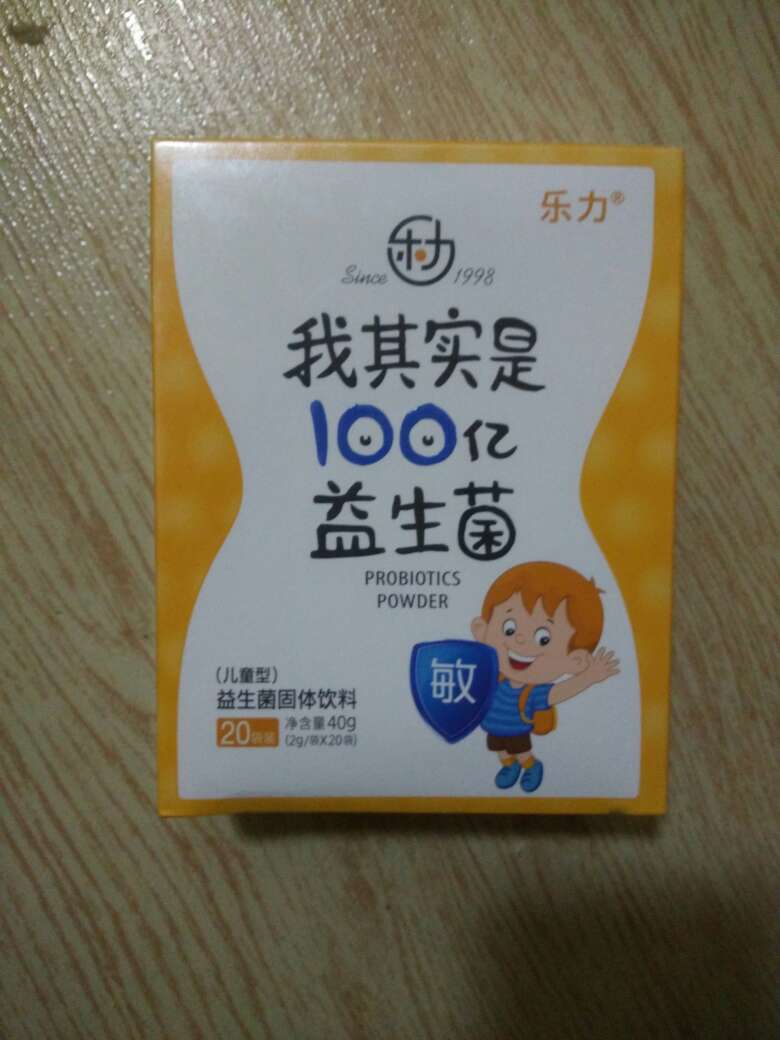 乐力®
乐力
Since 1998
我其实是
100亿
益生菌
PROBIOTICS
POWDER
敏
(儿童型)
益生菌固体饮料
20袋装 净含量40g
(2g/袋X20袋)